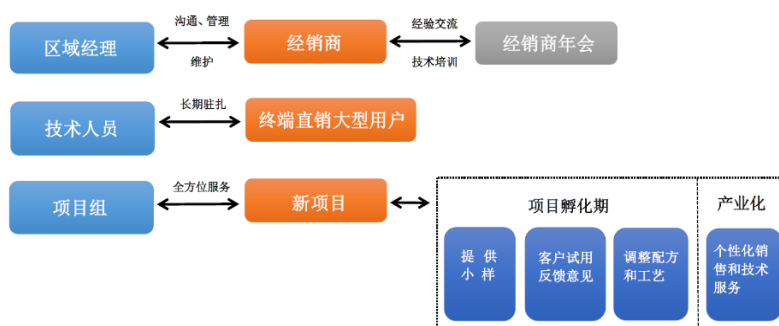 沟通、管理
经验交流
区域经理
经销商
经销商年会
维护
技术培训
长期驻扎
技术人员
终端直销大型用户
全方位服务
项目组
新项目
项目孵化期
产业化
提 供
小样
客户试用
反馈意见
调整配方
和工艺
个性化销
售和技术
服务